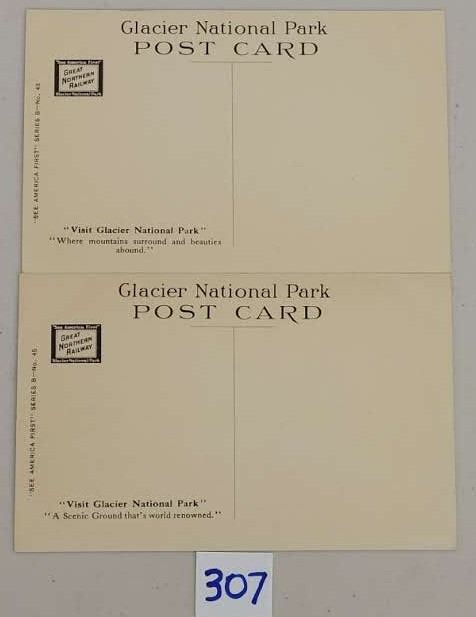 Glacier National Park
POST CARD
"See America First"
GREAT
NORTHERN
RAILWAY
Glacier National Park
"SEE AMERICA FIRST" SERIES B—No. 43
"Visit Glacier National Park"
"Where mountains surround and beauties
abound."
Glacier National Park
POST CARD
"See America First"
GREAT
NORTHERN
RAILWAY
Glacier National Park
"SEE AMERICA FIRST" SERIES B—No. 45
"Visit Glacier National Park"
"A Scenic Ground that's world renowned."
307